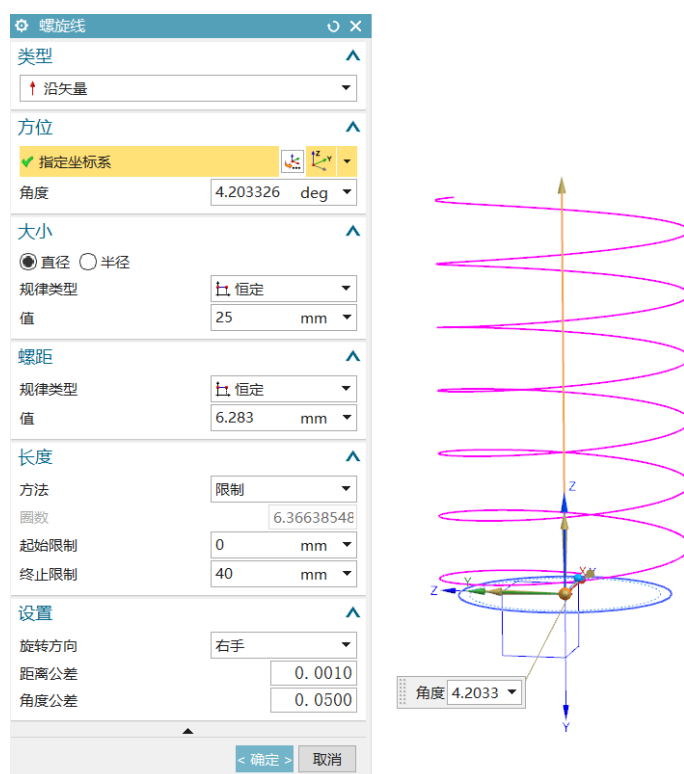 螺旋线
类型
沿矢量
方位
指定坐标系
角度 4.203326 deg
大小
直径 半径
规律类型 恒定
值 25 mm
螺距
规律类型 恒定
值 6.283 mm
长度
方法 限制
圈数 6.36638548
起始限制 0 mm
终止限制 40 mm
设置
旋转方向 右手
距离公差 0.0010
角度公差 0.0500
< 确定 > 取消
Z
X
Y
Z
角度 4.2033
Y